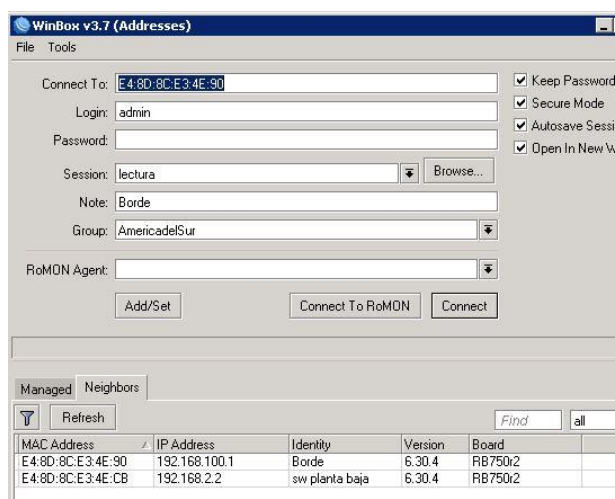 WinBox v3.7 (Addresses)
File Tools
Connect To: E4:8D:8C:E3:4E:90
Keep Password
Login: admin
Secure Mode
Password:
Autosave Sessi
Open In New W
Session: lectura
Browse...
Note: Borde
Group: AmericadelSur
RoMON Agent:
Add/Set Connect To RoMON Connect
Managed Neighbors
Refresh Find all
MAC Address IP Address Identity Version Board
E4:8D:8C:E3:4E:90 192.168.100.1 Borde 6.30.4 RB750r2
E4:8D:8C:E3:4E:CB 192.168.2.2 sw planta baja 6.30.4 RB750r2